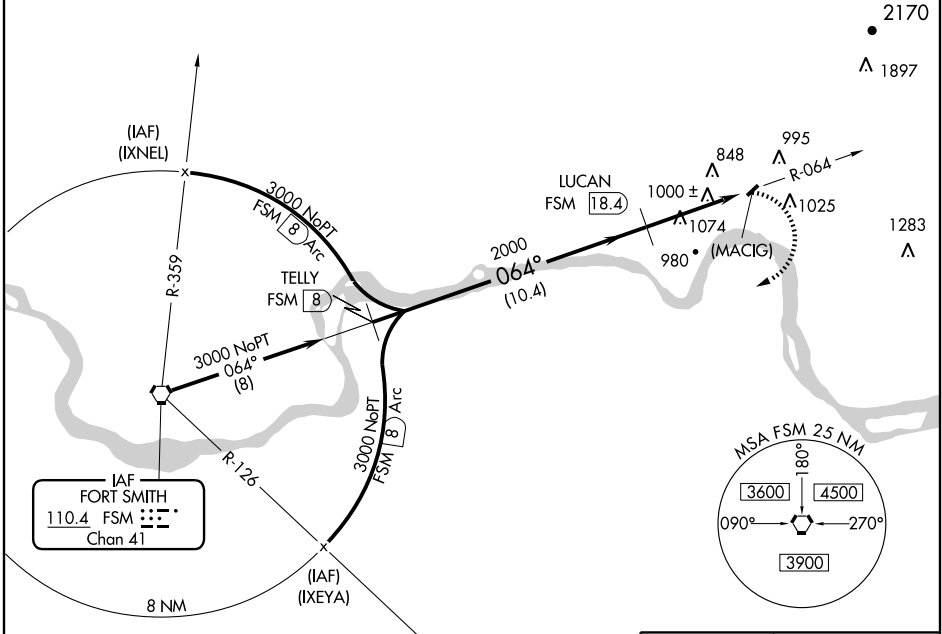 2170
1897
(IAF)
(IXNEL)
3000 NoPT
FSM 8 Arc
R-359
TELLY
FSM 8
3000 NoPT
064°
(8)
LUCAN
FSM 18.4
2000
064°
(10.4)
848
995
1000 ±
R-064
1074
1025
980
(MACIG)
1283
3000 NoPT
FSM 8 Arc
R-126
IAF
FORT SMITH
110.4 FSM
Chan 41
(IAF)
(IXEYA)
8 NM
MSA FSM 25 NM
180°
3600
4500
090°
270°
3900